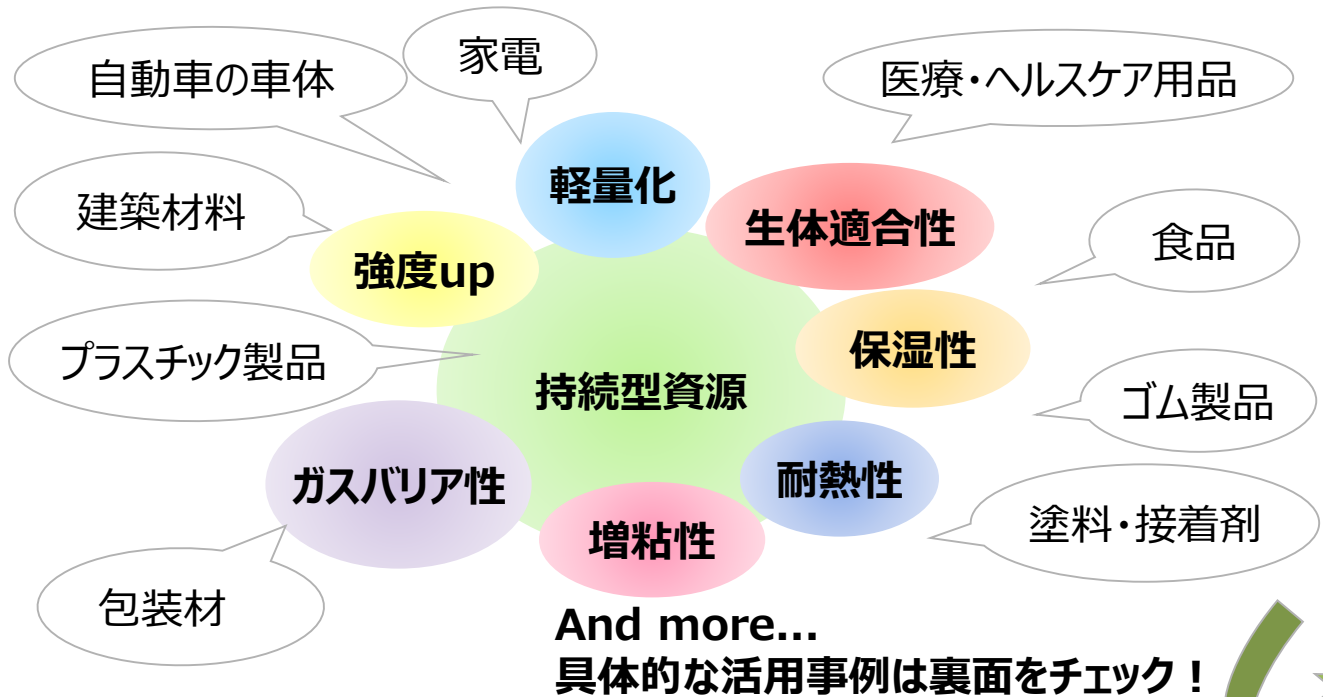 家電
自動車の車体
医療・ヘルスケア用品
軽量化
建築材料
生体適合性
食品
強度up
保湿性
プラスチック製品
持続型資源
ゴム製品
ガスバリア性
耐熱性
増粘性
塗料・接着剤
包装材
And more...
具体的な活用事例は裏面をチェック！